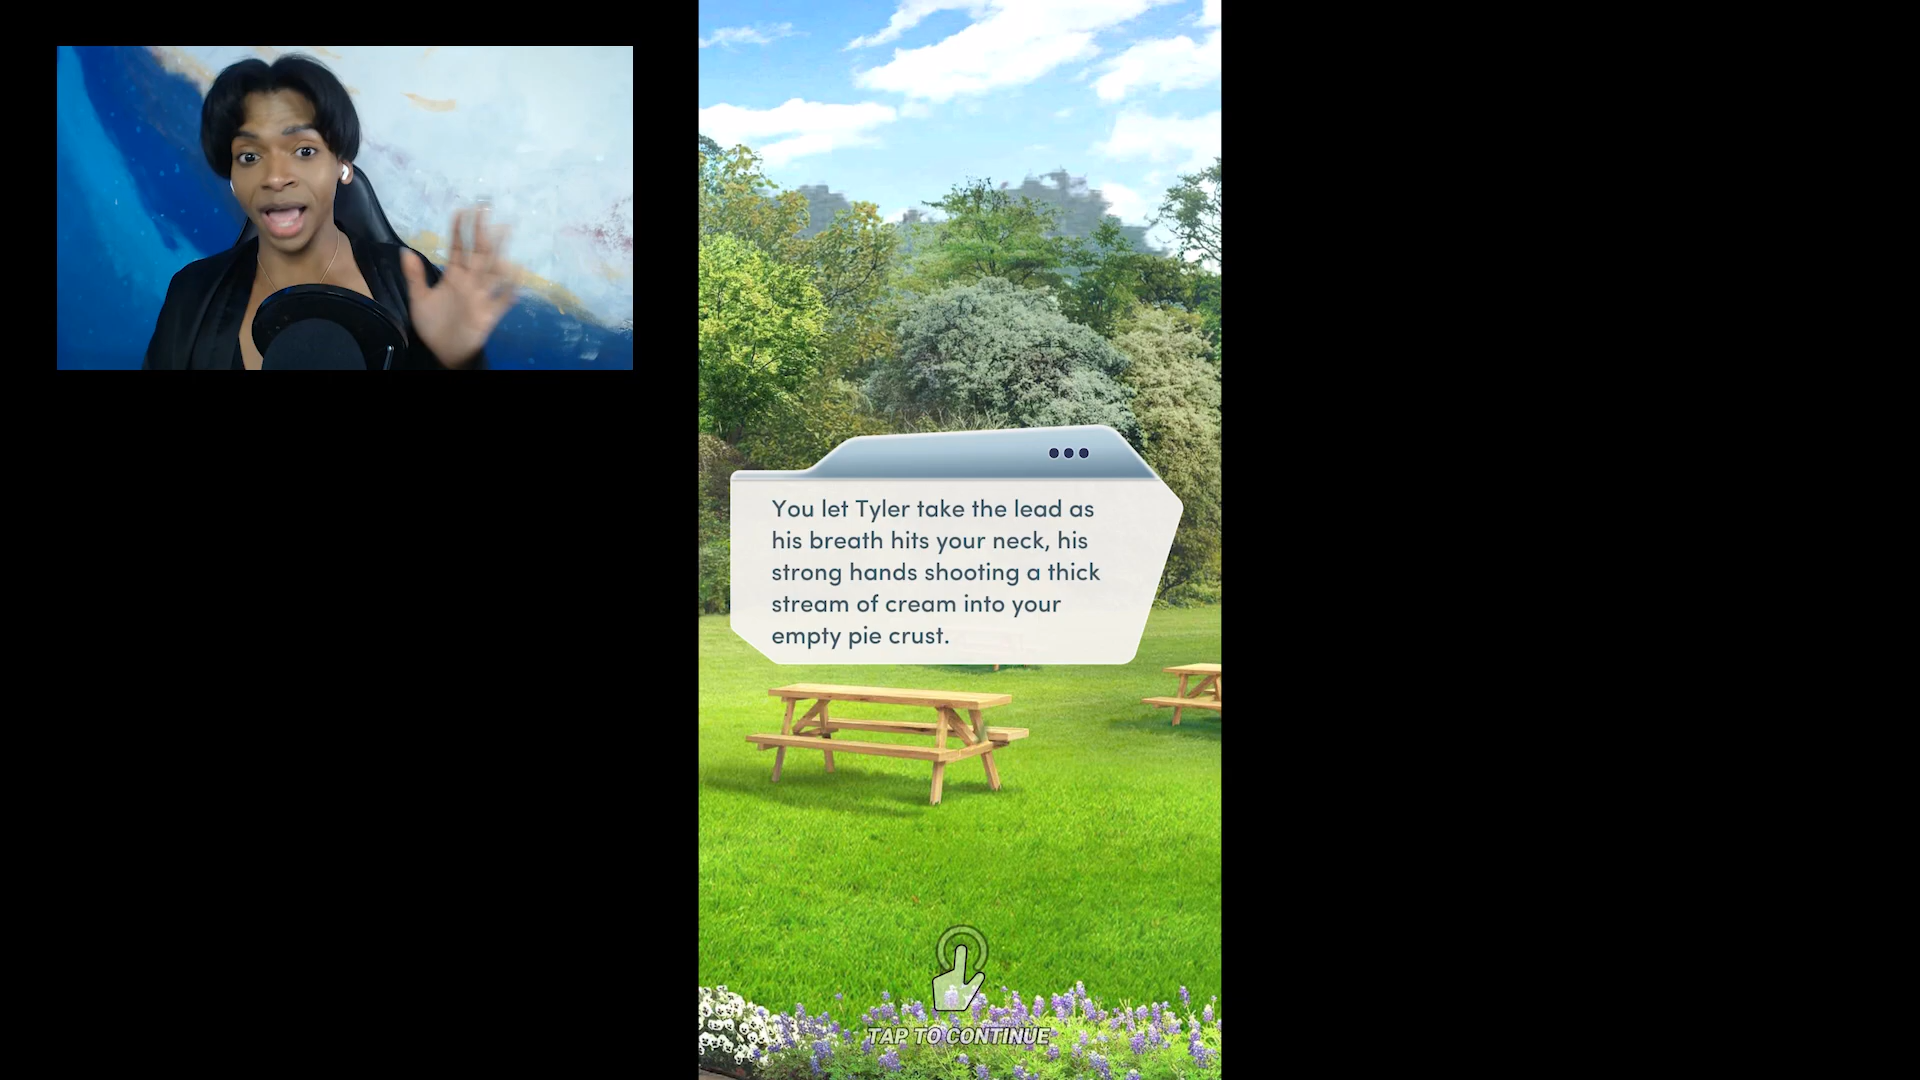 You let Tyler take the lead as
his breath hits your neck, his
strong hands shooting a thick
stream of cream into your
empty pie crust.
TAP TO CONTINUE